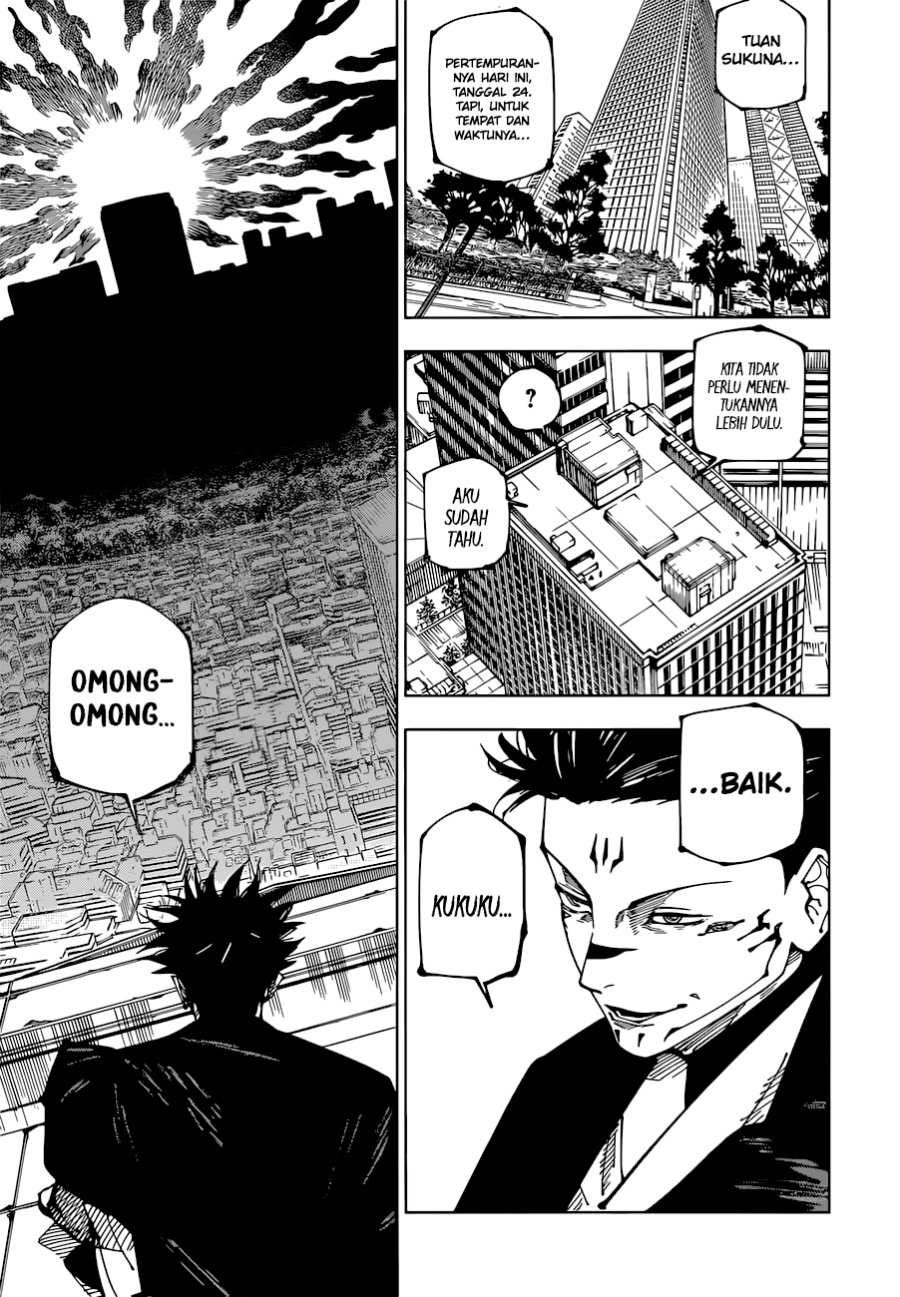 TUAN
SUKUNA...
PERTEMPURAN-
NYA HARI INI,
TANGGAL 24.
TAPI, UNTUK
TEMPAT DAN
WAKTUNYA...
KITA TIDAK
PERLU MENEN-
TUKANNYA
LEBIH DULU.
?
AKU
SUDAH
TAHU.
...BAIK.
KUKUKU...
OMONG-
OMONG...